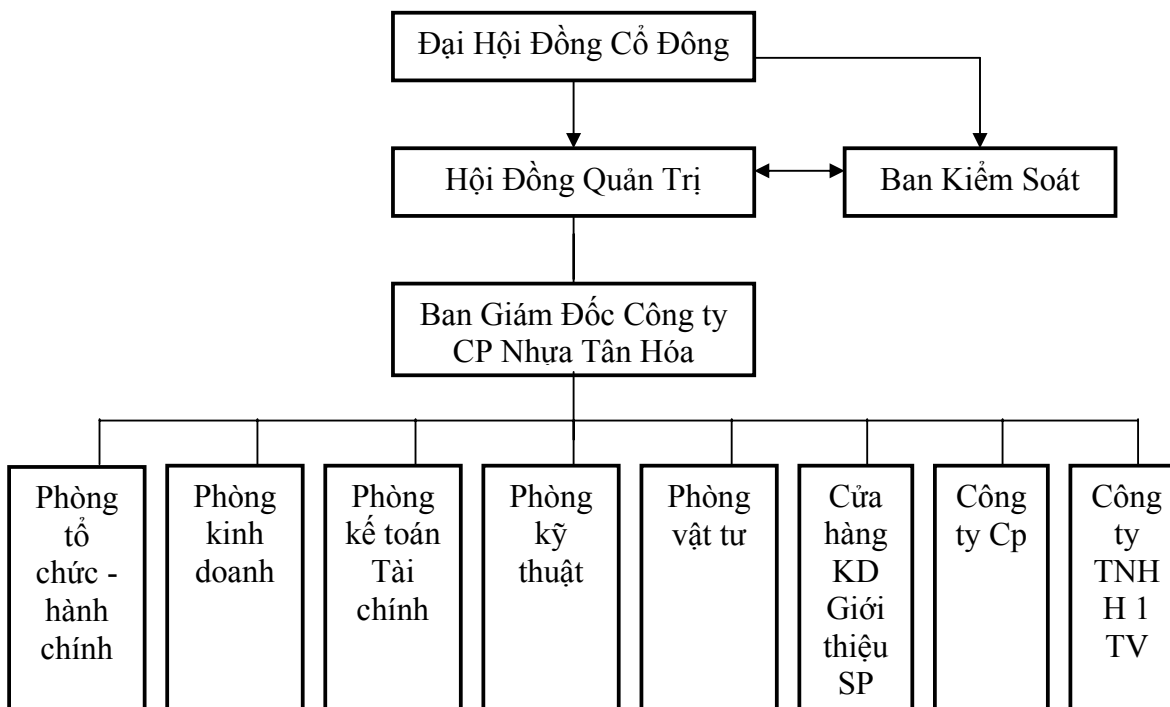 Đại Hội Đồng Cổ Đông
Hội Đồng Quản Trị
Ban Kiểm Soát
Ban Giám Đốc Công ty
CP Nhựa Tân Hóa
Phòng
tổ
chức -
hành
chính
Phòng
kinh
doanh
Phòng
kế toán
Tài
chính
Phòng
kỹ
thuật
Phòng
vật tư
Cửa
hàng
KD
Giới
thiệu
SP
Công
ty Cp
Công
ty
TNH
H 1
TV